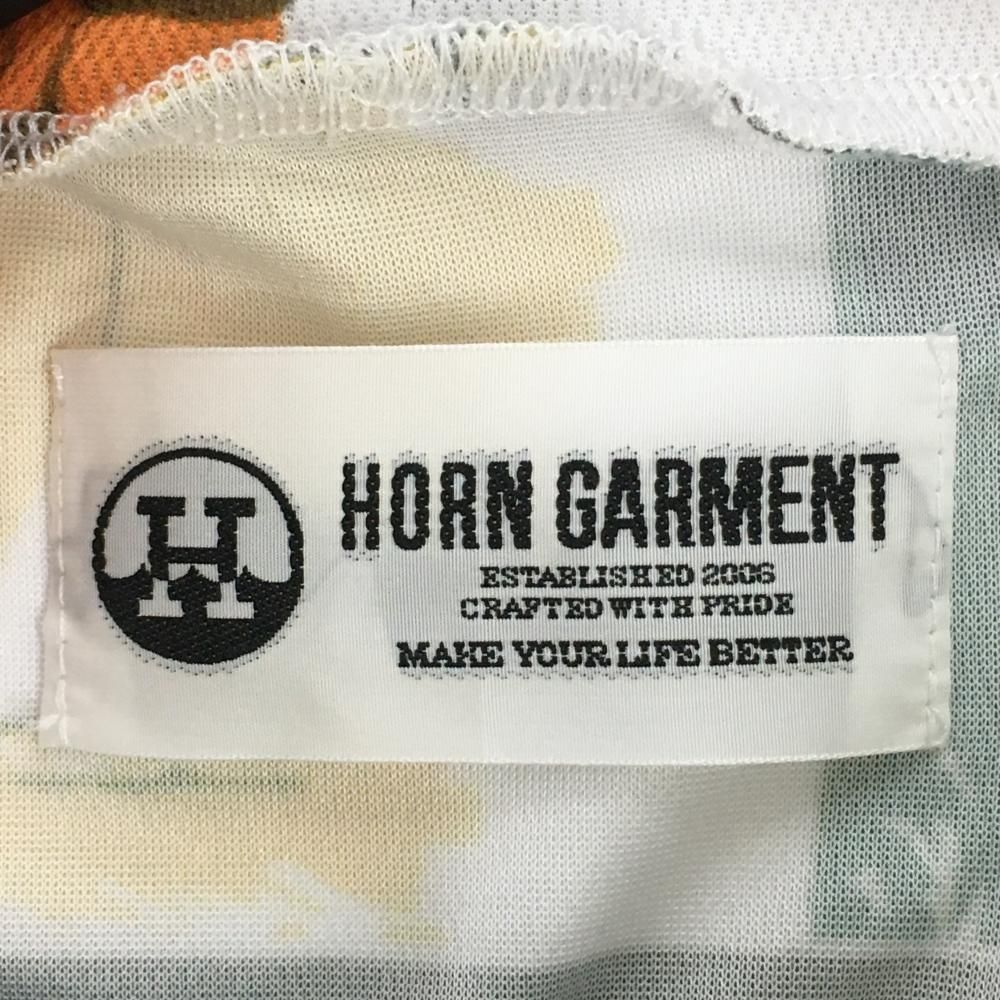 H
HORN GARMENT
ESTABLISHED 2006
CRAFTED WITH PRIDE
MAKE YOUR LIFE BETTER